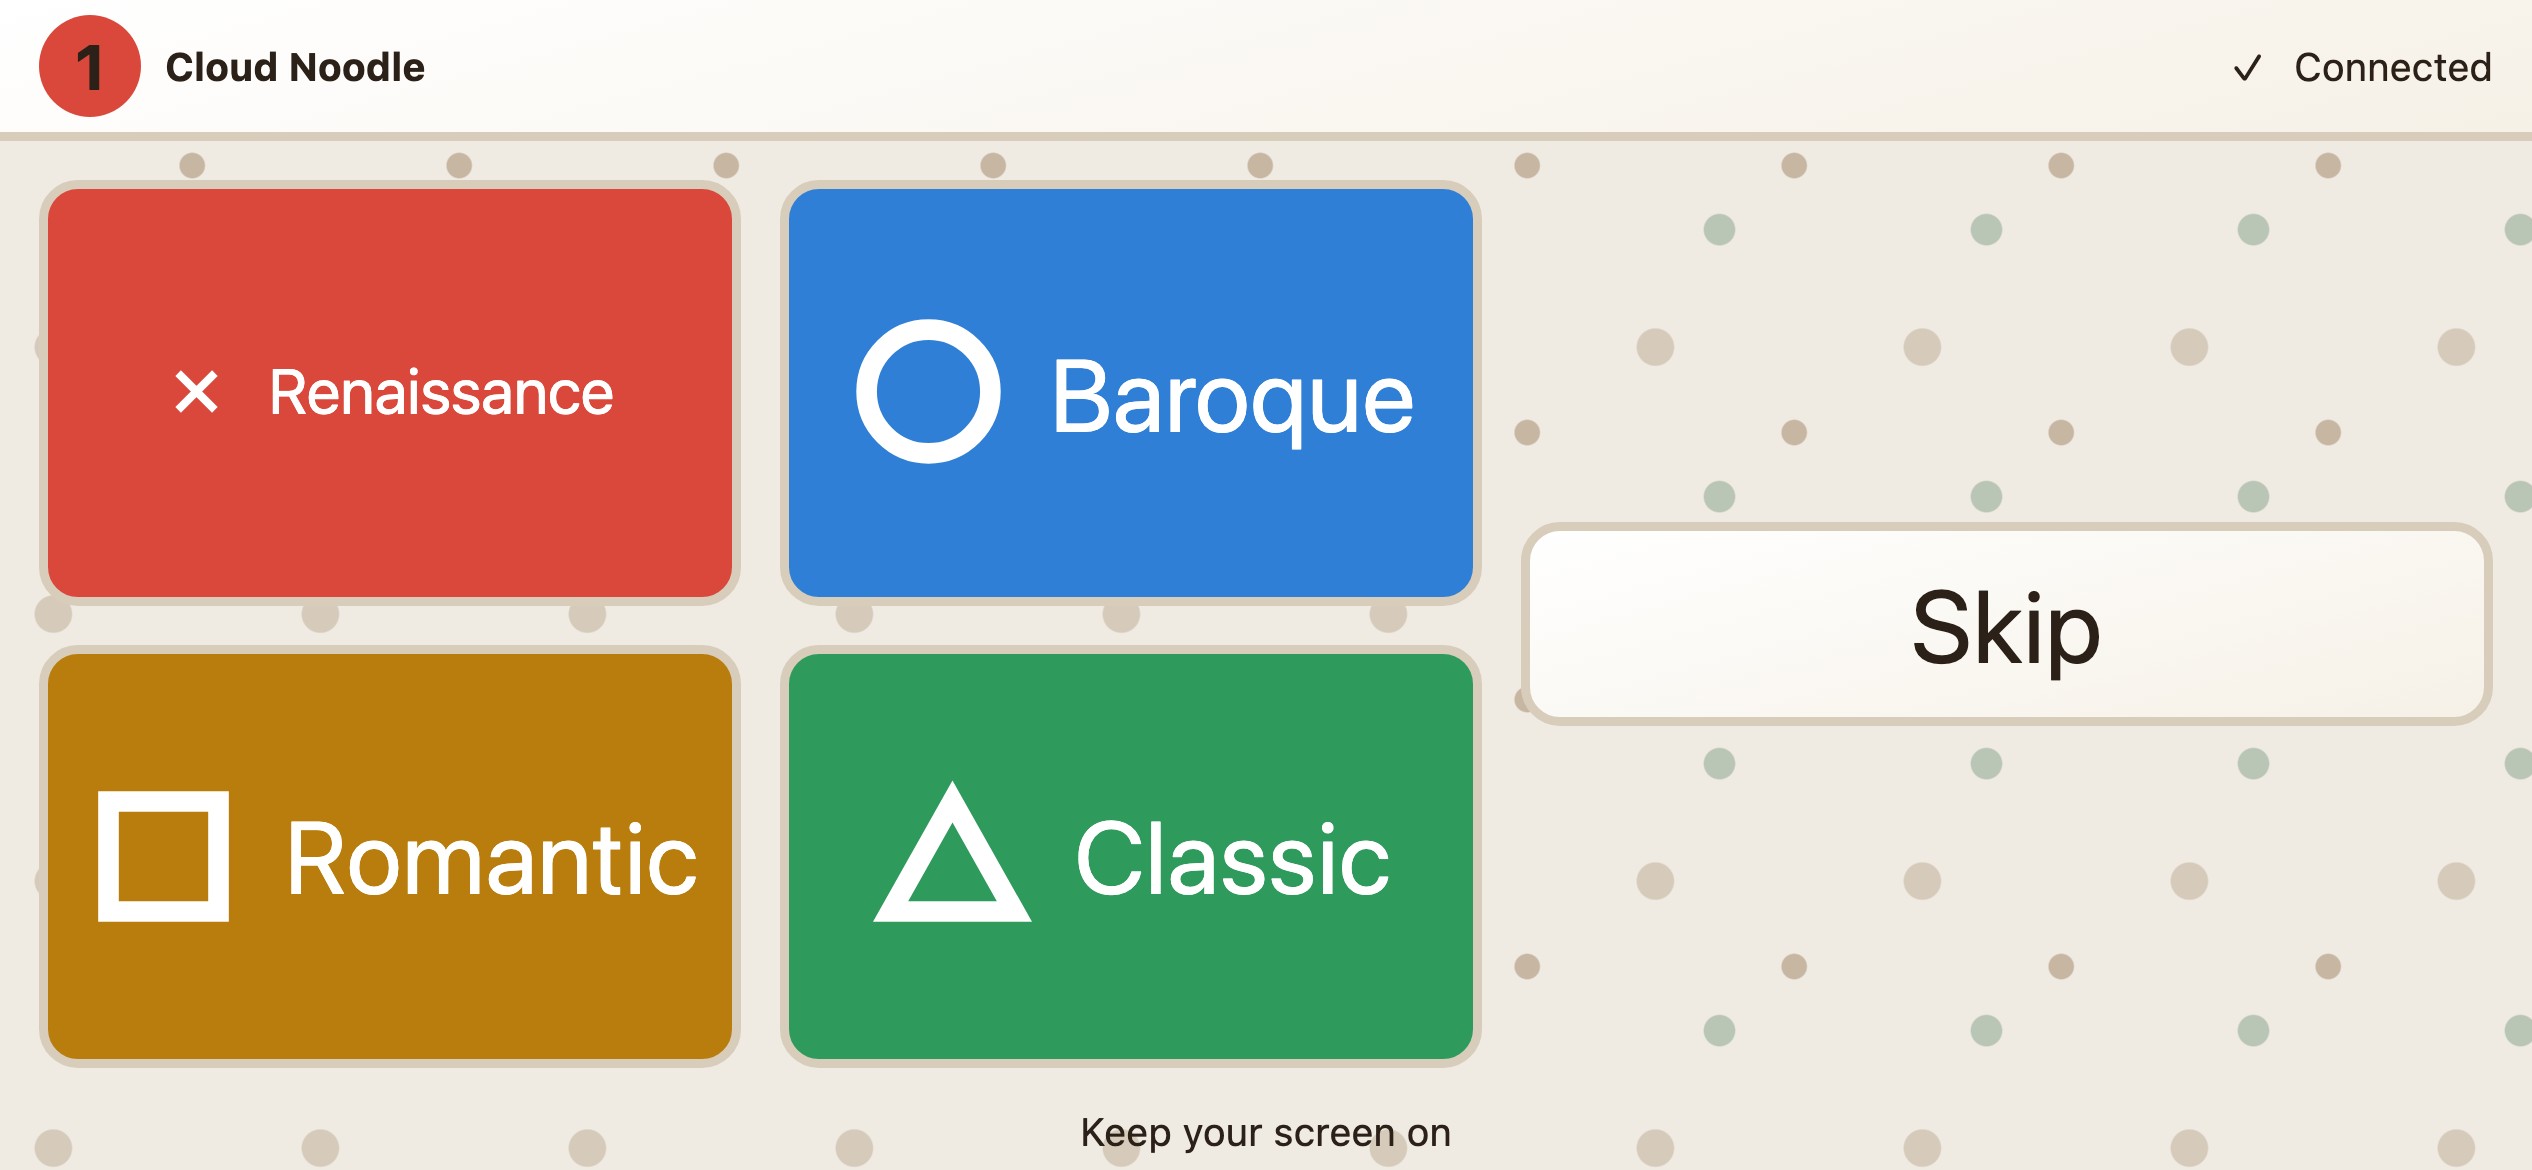 1 Cloud Noodle
✓ Connected
× Renaissance
Baroque
Romantic
Classic
Skip
Keep your screen on